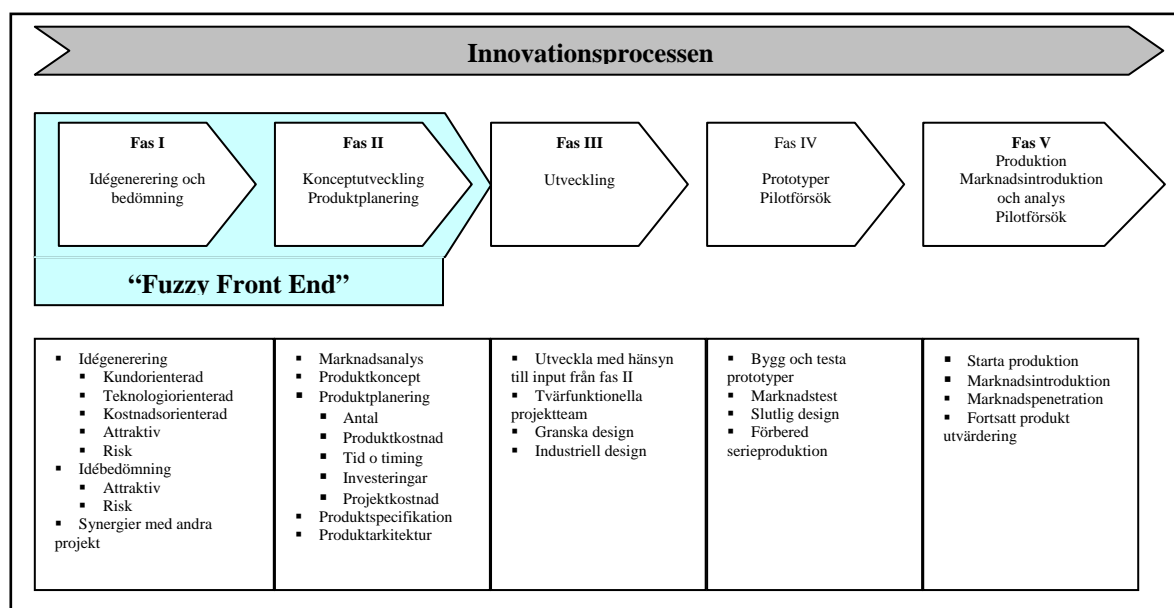 Innovationsprocessen
Fas I
Idégenerering och
bedömning
Fas II
Konceptutveckling
Produktplanering
Fas III
Utveckling
Fas IV
Prototyper
Pilotförsök
Fas V
Produktion
Marknadsintroduktion
och analys
Pilotförsök
“Fuzzy Front End”
▪ Idégenerering
▪ Kundorienterad
▪ Teknologiorienterad
▪ Kostnadsorienterad
▪ Attraktiv
▪ Risk
▪ Idébedömning
▪ Attraktiv
▪ Risk
▪ Synergier med andra
projekt
▪ Marknadsanalys
▪ Produktkoncept
▪ Produktplanering
▪ Antal
▪ Produktkostnad
▪ Tid o timing
▪ Investeringar
▪ Projektkostnad
▪ Produktspecifikation
▪ Produktarkitektur
▪ Utveckla med hänsyn
till input från fas II
▪ Tvärfunktionella
projektteam
▪ Granska design
▪ Industriell design
▪ Bygg och testa
prototyper
▪ Marknadstest
▪ Slutlig design
▪ Förbered
serieproduktion
▪ Starta produktion
▪ Marknadsintroduktion
▪ Marknadspenetration
▪ Fortsatt produkt
utvärdering